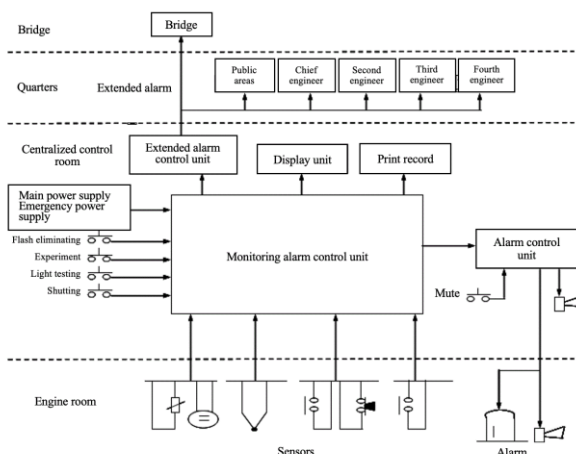 Bridge
Bridge
Quarters
Extended alarm
Public
areas
Chief
engineer
Second
engineer
Third
engineer
Fourth
engineer
Centralized control
room
Extended alarm
control unit
Display unit
Print record
Main power supply
Emergency power
supply
Flash eliminating
Experiment
Light testing
Shutting
Monitoring alarm control unit
Alarm control
unit
Mute
Engine room
Sensors
Alarm